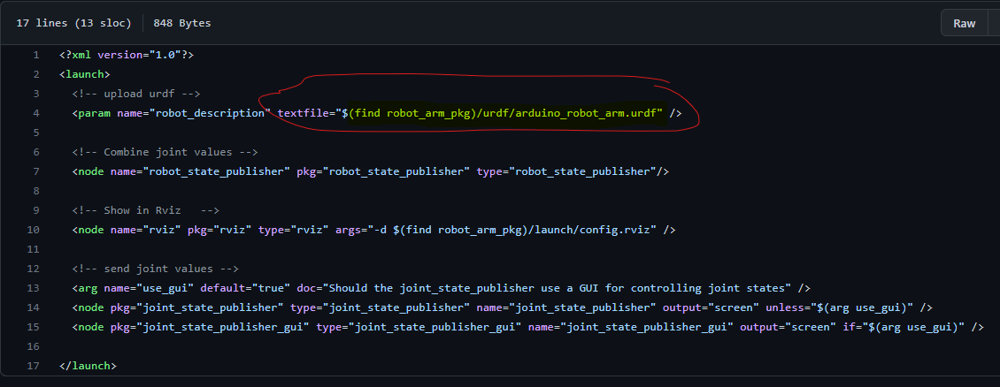 17 lines (13 sloc) 848 Bytes Raw
1 <?xml version="1.0"?>
2 <launch>
3 <!-- upload urdf -->
4 <param name="robot_description" textfile="$(find robot_arm_pkg)/urdf/arduino_robot_arm.urdf" />
5
6 <!-- Combine joint values -->
7 <node name="robot_state_publisher" pkg="robot_state_publisher" type="robot_state_publisher"/>
8
9 <!-- Show in Rviz   -->
10 <node name="rviz" pkg="rviz" type="rviz" args="-d $(find robot_arm_pkg)/launch/config.rviz" />
11
12 <!-- send joint values -->
13 <arg name="use_gui" default="true" doc="Should the joint_state_publisher use a GUI for controlling joint states" />
14 <node pkg="joint_state_publisher" type="joint_state_publisher" name="joint_state_publisher" output="screen" unless="$(arg use_gui)" />
15 <node pkg="joint_state_publisher_gui" type="joint_state_publisher_gui" name="joint_state_publisher_gui" output="screen" if="$(arg use_gui)" />
16
17 </launch>